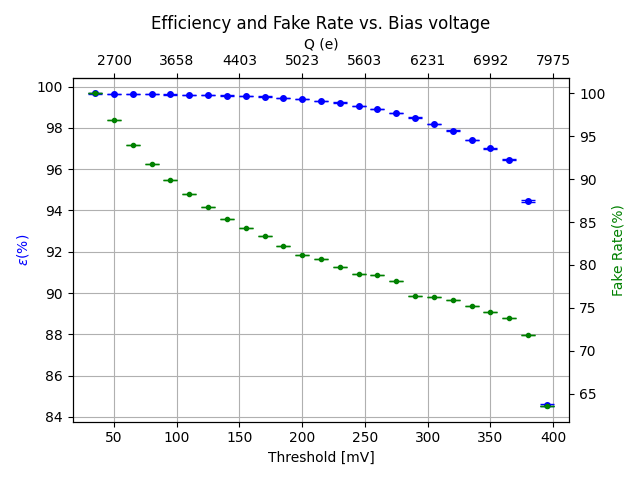 Efficiency and Fake Rate vs. Bias voltage
Q (e)
2700 3658 4403 5023 5603 6231 6992 7975
100
98
96
94
92
90
88
86
84
ε(%)
100
95
90
85
80
75
70
65
Fake Rate(%)
50 100 150 200 250 300 350 400
Threshold [mV]